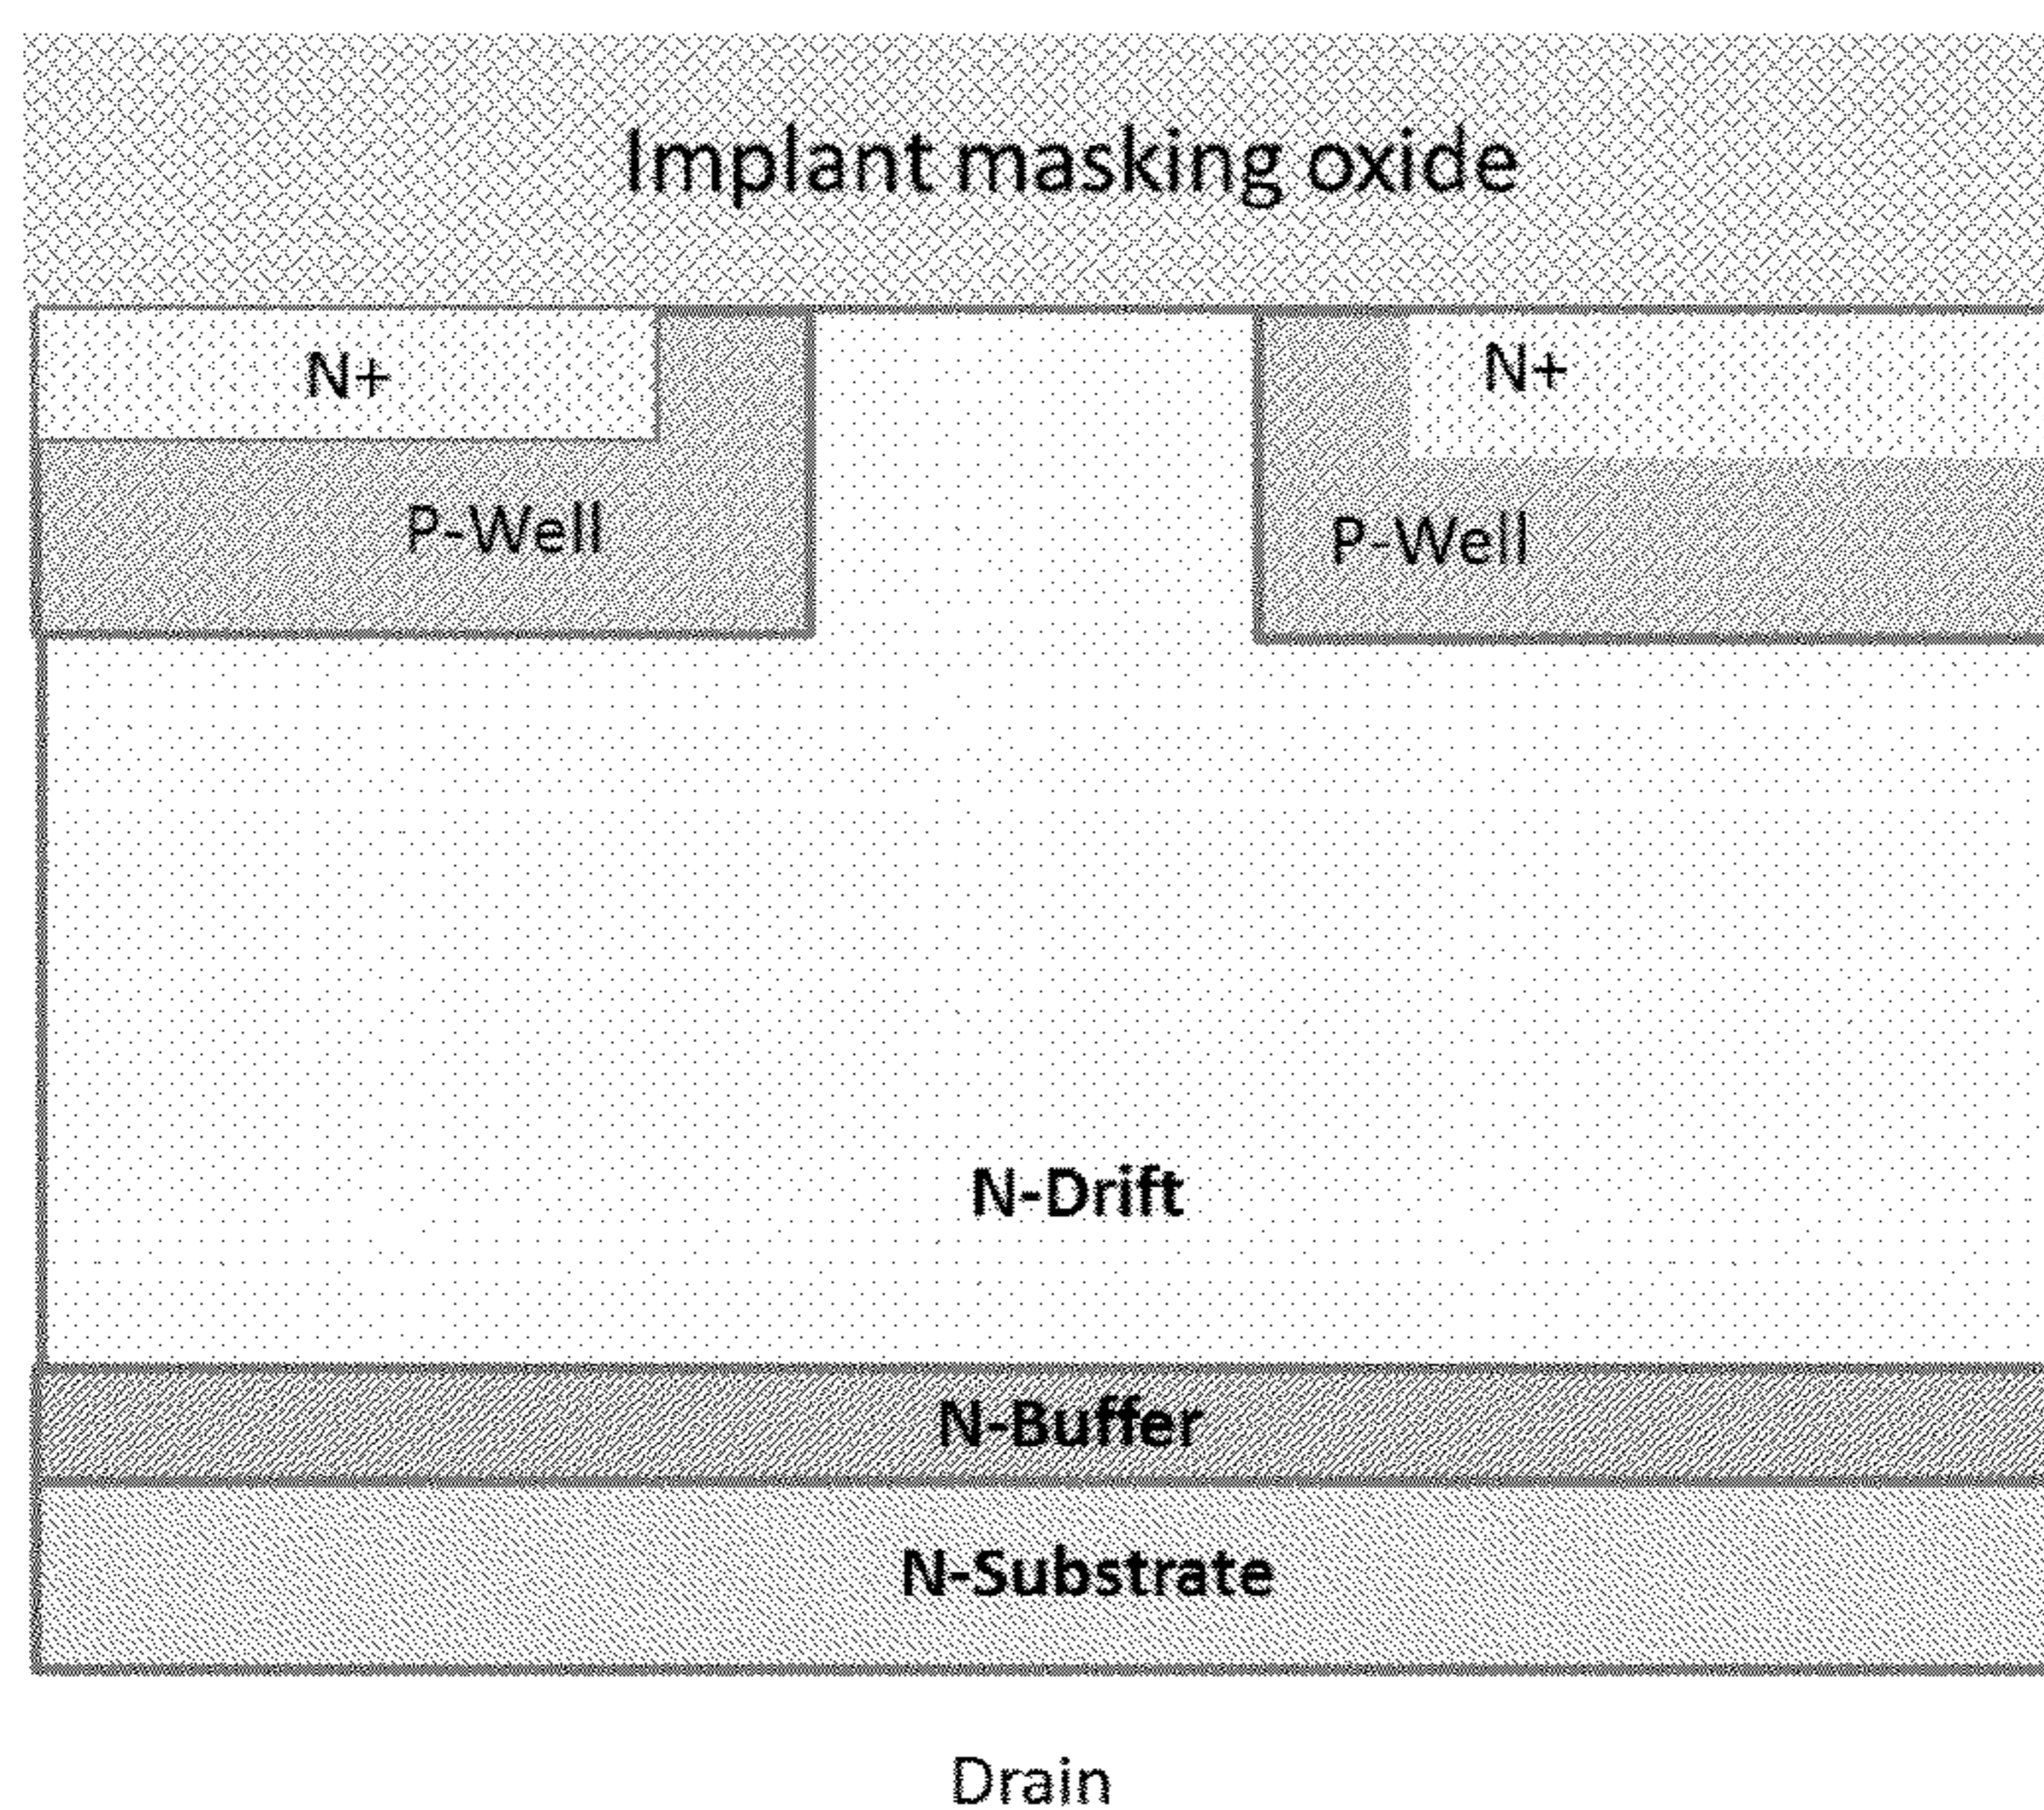 Implant masking oxide
N+
N+
P-Well
P-Well
N-Drift
N-Buffer
N-Substrate
Drain